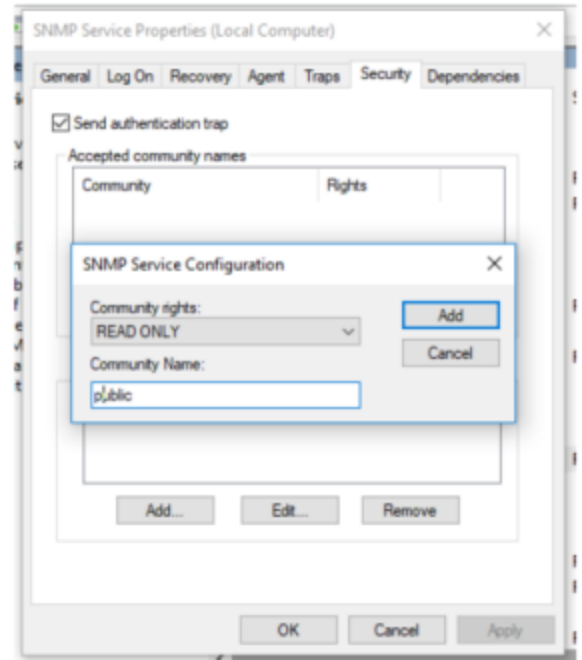 SNMP Service Properties (Local Computer)
General Log On Recovery Agent Traps Security Dependencies
Send authentication trap
Accepted community names
Community Rights
SNMP Service Configuration
Community rights:
READ ONLY
Add
Community Name:
Cancel
public
Add... Edit... Remove
OK Cancel Apply